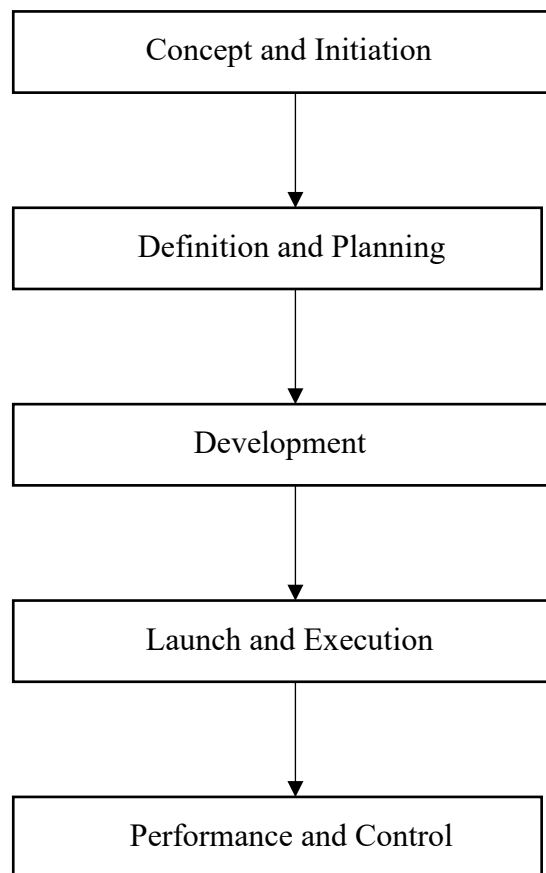 Concept and Initiation
Definition and Planning
Development
Launch and Execution
Performance and Control